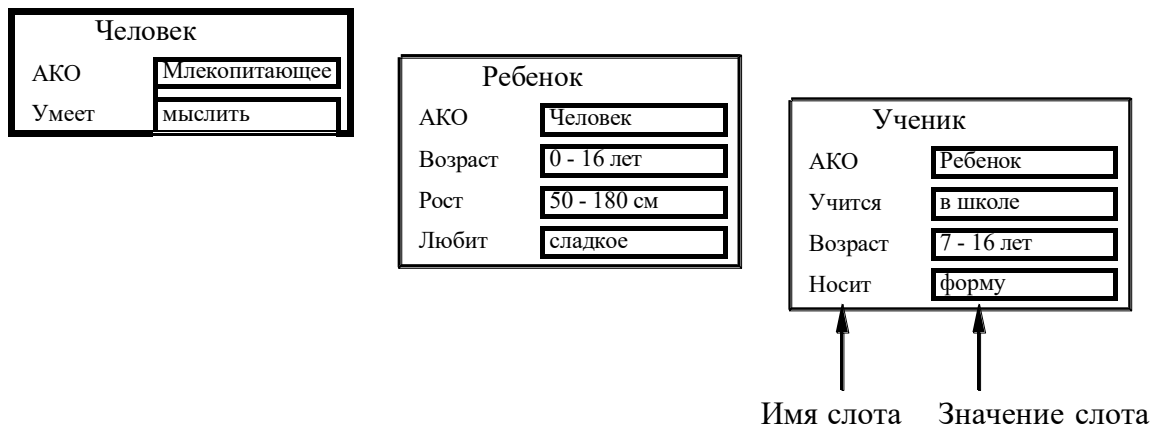 Человек
АКО Млекопитающее
Умеет мыслить
Ребенок
АКО Человек
Возраст 0 - 16 лет
Рост 50 - 180 см
Любит сладкое
Ученик
АКО Ребенок
Учится в школе
Возраст 7 - 16 лет
Носит форму
Имя слота Значение слота